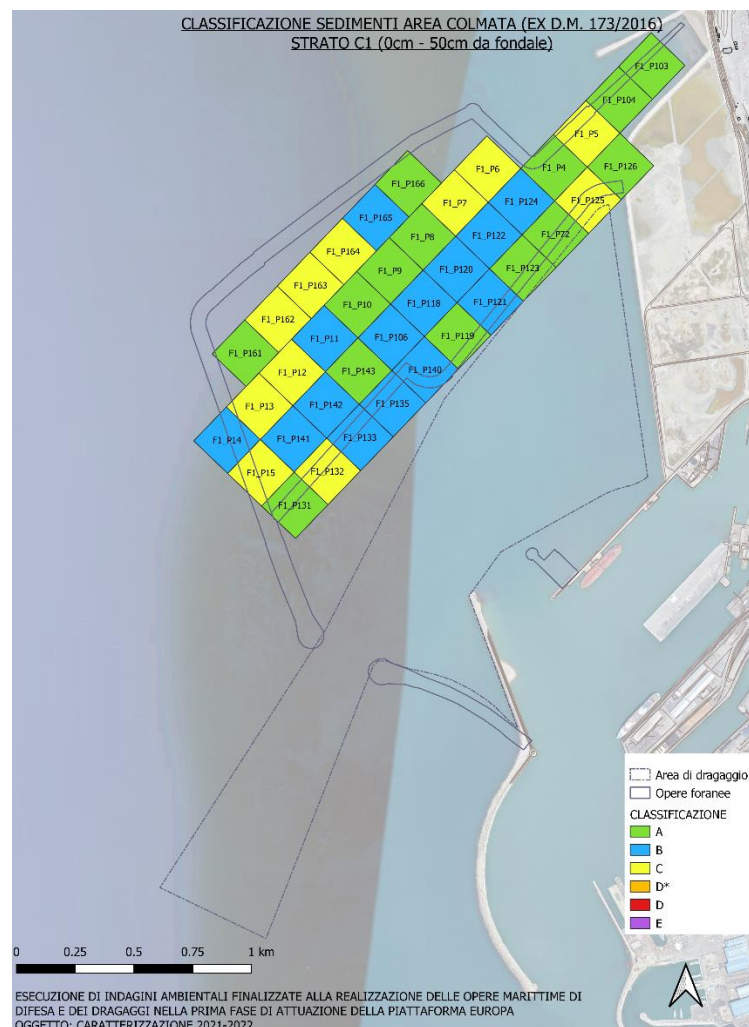 CLASSIFICAZIONE SEDIMENTI AREA COLMATA (EX D.M. 173/2016)
STRATO C1 (0cm - 50cm da fondale)
F1_P103
F1_P104
F1_P5
F1_P126
F1_P4
F1_P6
F1_P125
F1_P166
F1_P7
F1_P124
F1_P165
F1_P8
F1_P122
F1_P72
F1_P164
F1_P9
F1_P120
F1_P123
F1_P163
F1_P10
F1_P118
F1_P121
F1_P162
F1_P11
F1_P106
F1_P119
F1_P161
F1_P12
F1_P143
F1_P140
F1_P13
F1_P142
F1_P135
F1_P14
F1_P141
F1_P133
F1_P15
F1_P132
F1_P131
Area di dragaggio
Opere foranee
CLASSIFICAZIONE
A
B
C
D*
D
E
0 0.25 0.5 0.75 1 km
ESECUZIONE DI INDAGINI AMBIENTALI FINALIZZATE ALLA REALIZZAZIONE DELLE OPERE MARITTIME DI
DIFESA E DEI DRAGAGGI NELLA PRIMA FASE DI ATTUAZIONE DELLA PIATTAFORMA EUROPA
OGGETTO: CARATTERIZZAZIONE 2021-2022